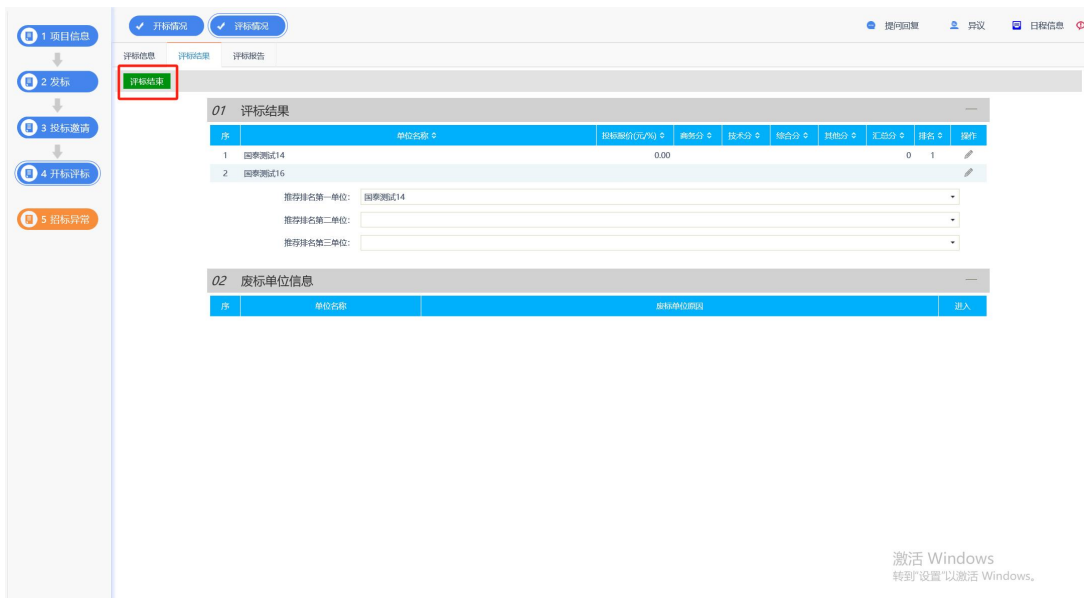 1 项目信息
2 发标
3 投标邀请
4 开标评标
5 招标异常
开标情况 评标情况 提问回复 异议 日程信息
评标信息 评标结果 评标报告
评标结束
01 评标结果
序 单位名称 投标报价(元/%) 商务分 技术分 综合分 其他分 汇总分 排名 操作
1 国泰测试14 0.00 0 1
2 国泰测试16
推荐排名第一单位: 国泰测试14
推荐排名第二单位:
推荐排名第三单位:
02 废标单位信息
序 单位名称 废标单位原因 进入
激活 Windows
转到"设置"以激活 Windows。